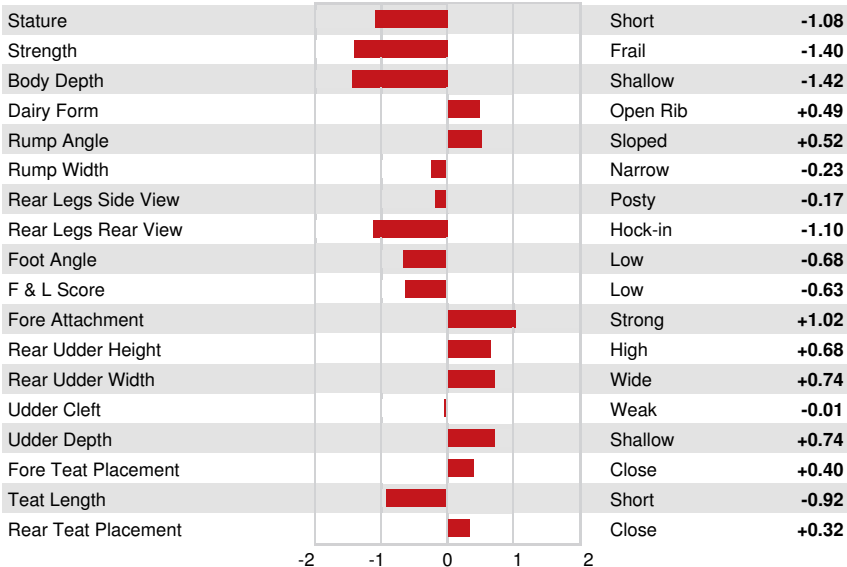 Stature Short -1.08
Strength Frail -1.40
Body Depth Shallow -1.42
Dairy Form Open Rib +0.49
Rump Angle Sloped +0.52
Rump Width Narrow -0.23
Rear Legs Side View Posty -0.17
Rear Legs Rear View Hock-in -1.10
Foot Angle Low -0.68
F & L Score Low -0.63
Fore Attachment Strong +1.02
Rear Udder Height High +0.68
Rear Udder Width Wide +0.74
Udder Cleft Weak -0.01
Udder Depth Shallow +0.74
Fore Teat Placement Close +0.40
Teat Length Short -0.92
Rear Teat Placement Close +0.32
-2 -1 0 1 2